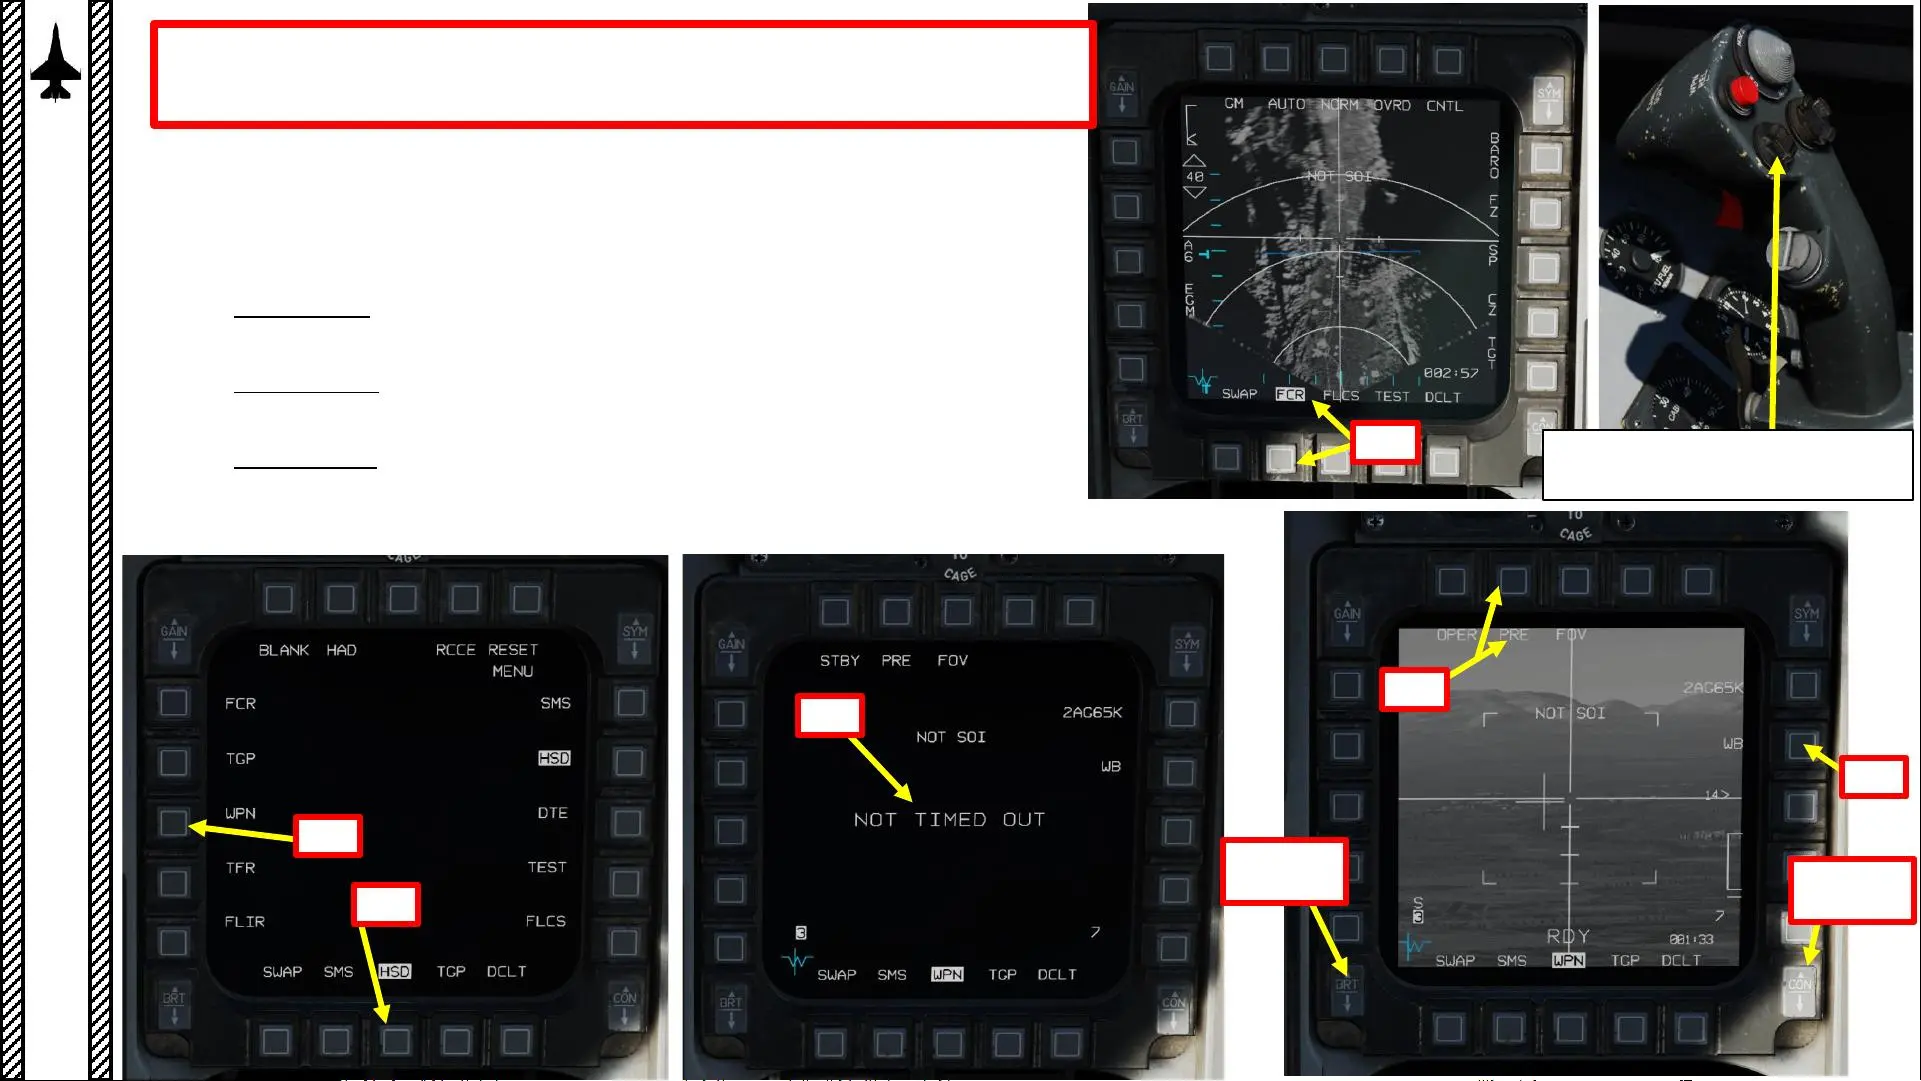 GM AUTO NORM OVRD CNTL
GAIN
SYM
BARO
FZ
40
NOT SOI
A6
SP
EGM
CZ
TGT
002:57
SWAP FCR FLCS TEST DCLT
BRT
CON
CAGE
GAIN
SYM
BLANK HAD RCCE RESET
MENU
FCR SMS
TGP HSD
WPN DTE
TFR TEST
FLIR FLCS
SWAP SMS HSD TGP DCLT
BRT
CON
TO
CAGE
GAIN
SYM
STBY PRE FOV
2AG65K
NOT SOI
WB
NOT TIMED OUT
3 7
SWAP SMS WPN TGP DCLT
BRT
CON
TO
CAGE
GAIN
SYM
OPER PRE FOV
2AG65K
NOT SOI
WB
14>
S
3 7
RDY 001:33
SWAP SMS WPN TGP DCLT
BRT
CON